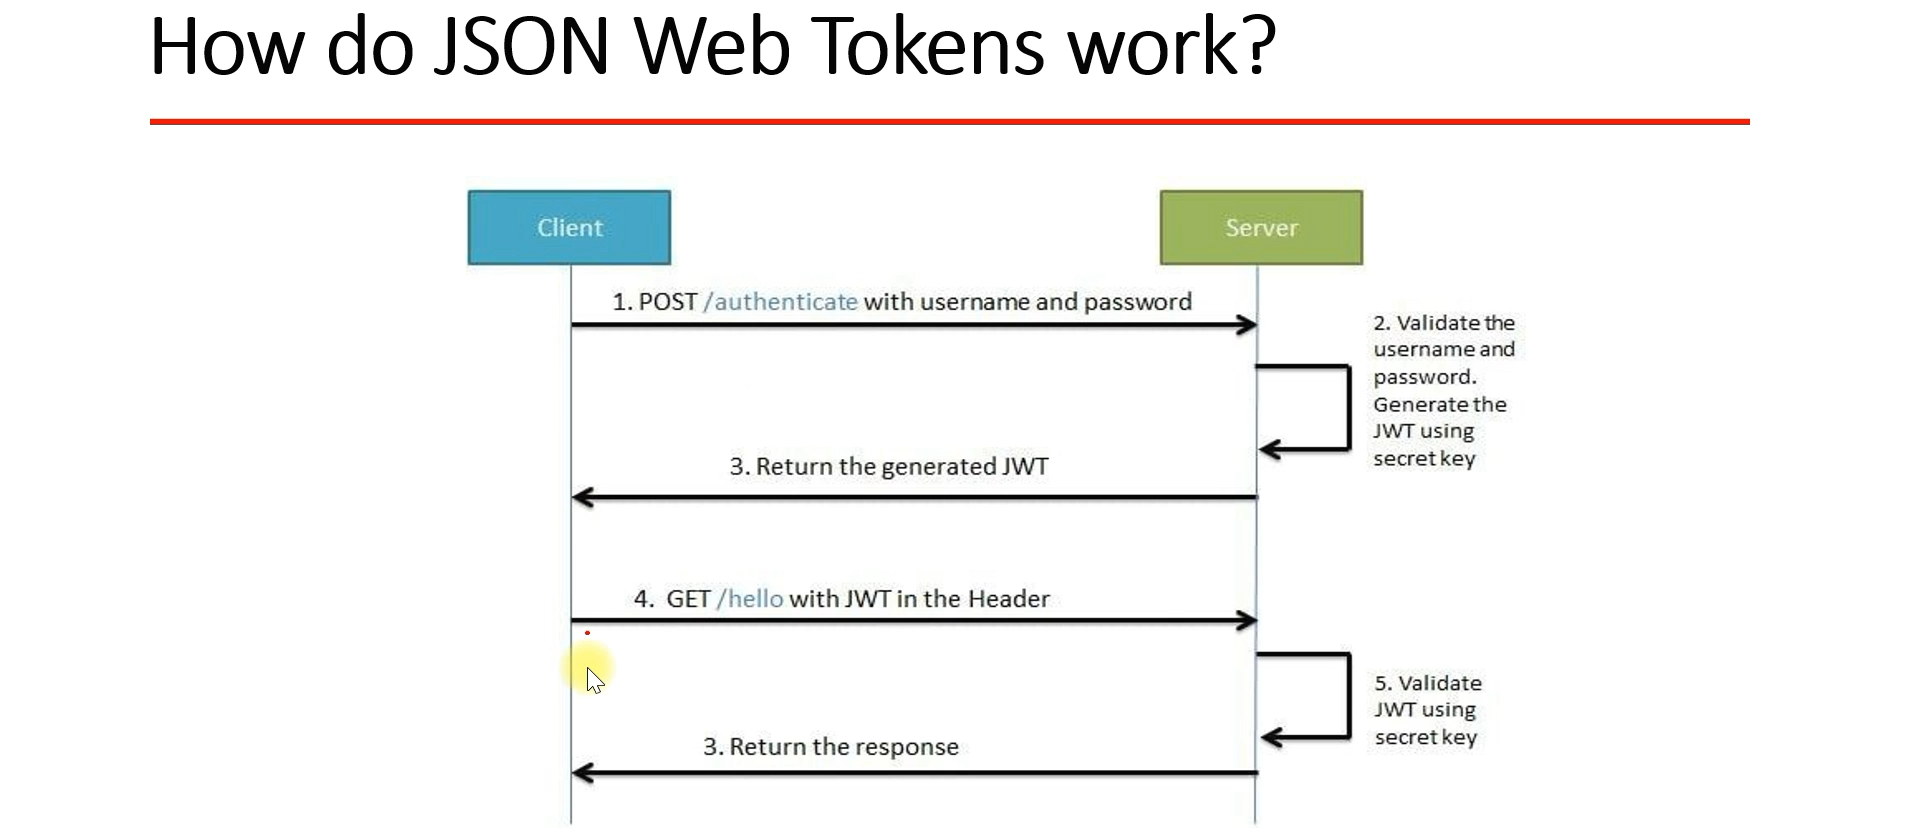 How do JSON Web Tokens work?
Client
Server
1. POST /authenticate with username and password
2. Validate the
username and
password.
Generate the
JWT using
secret key
3. Return the generated JWT
4. GET /hello with JWT in the Header
5. Validate
JWT using
secret key
3. Return the response